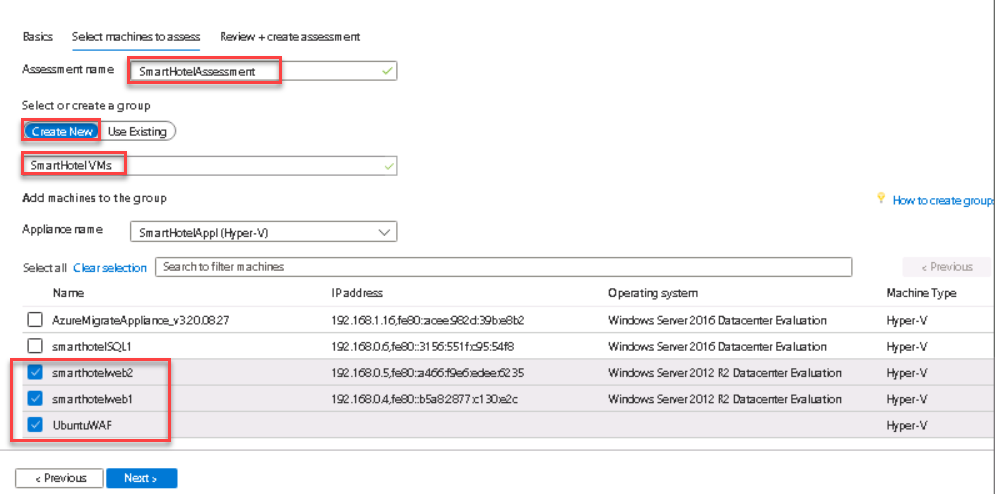 Basics Select machines to assess Review + create assessment
Assessment name SmartHotelAssessment
Select or create a group
Create New Use Existing
SmartHotel VMs
Add machines to the group
How to create groups
Appliance name SmartHotelAppl (Hyper-V)
Select all Clear selection Search to filter machines < Previous
Name IP address Operating system Machine Type
AzureMigrateAppliance_v3.20.08.27 192.168.1.16,fe80::acee:982d:39b:e8b2 Windows Server 2016 Datacenter Evaluation Hyper-V
smarthotelSQL1 192.168.0.6,fe80::3156:551f:c95:54f8 Windows Server 2016 Datacenter Evaluation Hyper-V
smarthotelweb2 192.168.0.5,fe80::a466:f9e6:edee:6235 Windows Server 2012 R2 Datacenter Evaluation Hyper-V
smarthotelweb1 192.168.0.4,fe80::b5a8:2877:c130:e2c Windows Server 2012 R2 Datacenter Evaluation Hyper-V
UbuntuWAF Hyper-V
< Previous Next >